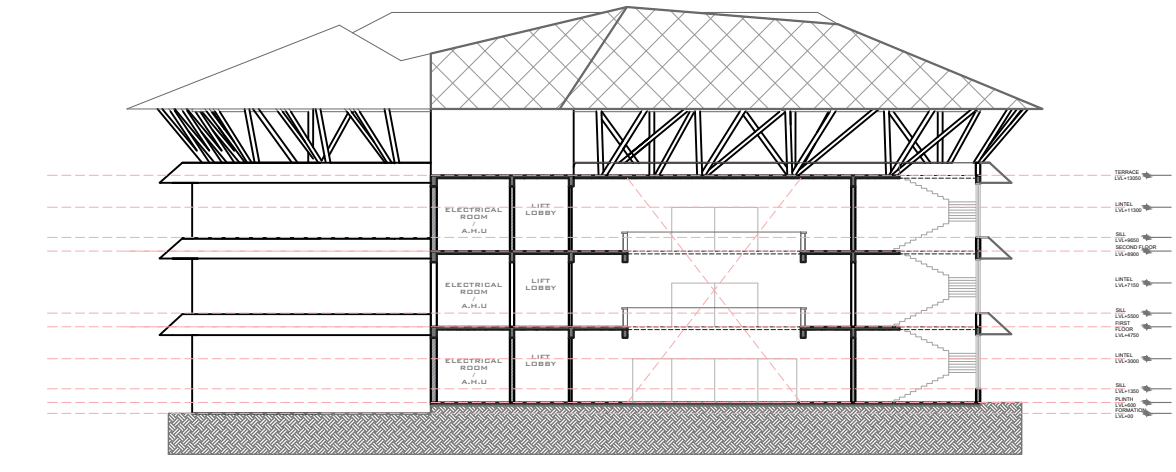 TERRACE
LVL+13050
ELECTRICAL
ROOM
/
A.H.U
LIFT
LOBBY
LINTEL
LVL+11300
SILL
LVL+9650
SECOND FLOOR
LVL+8900
ELECTRICAL
ROOM
/
A.H.U
LIFT
LOBBY
LINTEL
LVL+7150
SILL
LVL+5500
FIRST
FLOOR
LVL+4750
ELECTRICAL
ROOM
/
A.H.U
LIFT
LOBBY
LINTEL
LVL+3000
SILL
LVL+1350
PLINTH
LVL+600
FORMATION
LVL+00